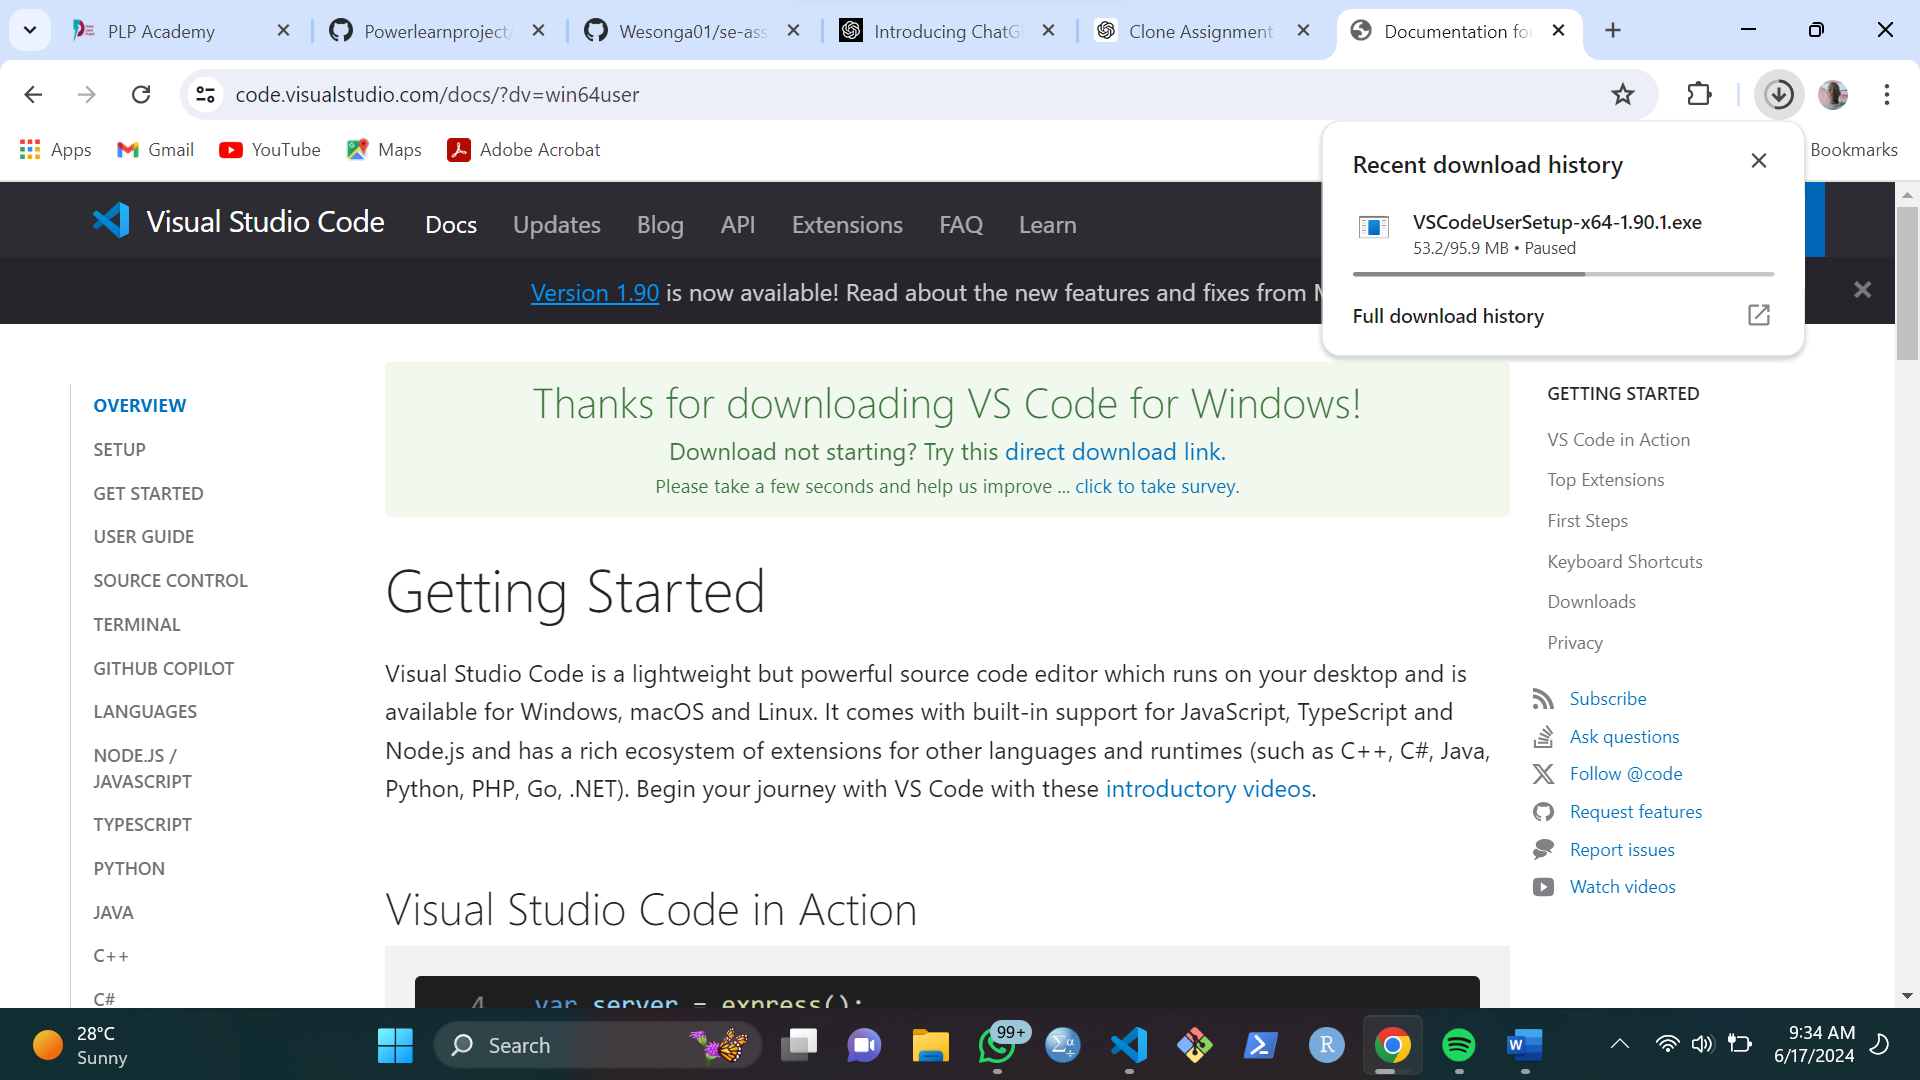 PLP Academy
Powerlearnproject/
Wesonga01/se-ass
Introducing ChatG
Clone Assignment
Documentation for
code.visualstudio.com/docs/?dv=win64user
Apps
Gmail
YouTube
Maps
Adobe Acrobat
Bookmarks
Recent download history
VSCodeUserSetup-x64-1.90.1.exe
53.2/95.9 MB • Paused
Full download history
Visual Studio Code
Docs
Updates
Blog
API
Extensions
FAQ
Learn
Version 1.90 is now available! Read about the new features and fixes from
OVERVIEW
SETUP
GET STARTED
USER GUIDE
SOURCE CONTROL
TERMINAL
GITHUB COPILOT
LANGUAGES
NODE.JS /
JAVASCRIPT
TYPESCRIPT
PYTHON
JAVA
C++
C#
Thanks for downloading VS Code for Windows!
Download not starting? Try this direct download link.
Please take a few seconds and help us improve ... click to take survey.
Getting Started
Visual Studio Code is a lightweight but powerful source code editor which runs on your desktop and is
available for Windows, macOS and Linux. It comes with built-in support for JavaScript, TypeScript and
Node.js and has a rich ecosystem of extensions for other languages and runtimes (such as C++, C#, Java,
Python, PHP, Go, .NET). Begin your journey with VS Code with these introductory videos.
Visual Studio Code in Action
4 var server = express();
GETTING STARTED
VS Code in Action
Top Extensions
First Steps
Keyboard Shortcuts
Downloads
Privacy
Subscribe
Ask questions
Follow @code
Request features
Report issues
Watch videos
28°C
Sunny
Search
99+
9:34 AM
6/17/2024